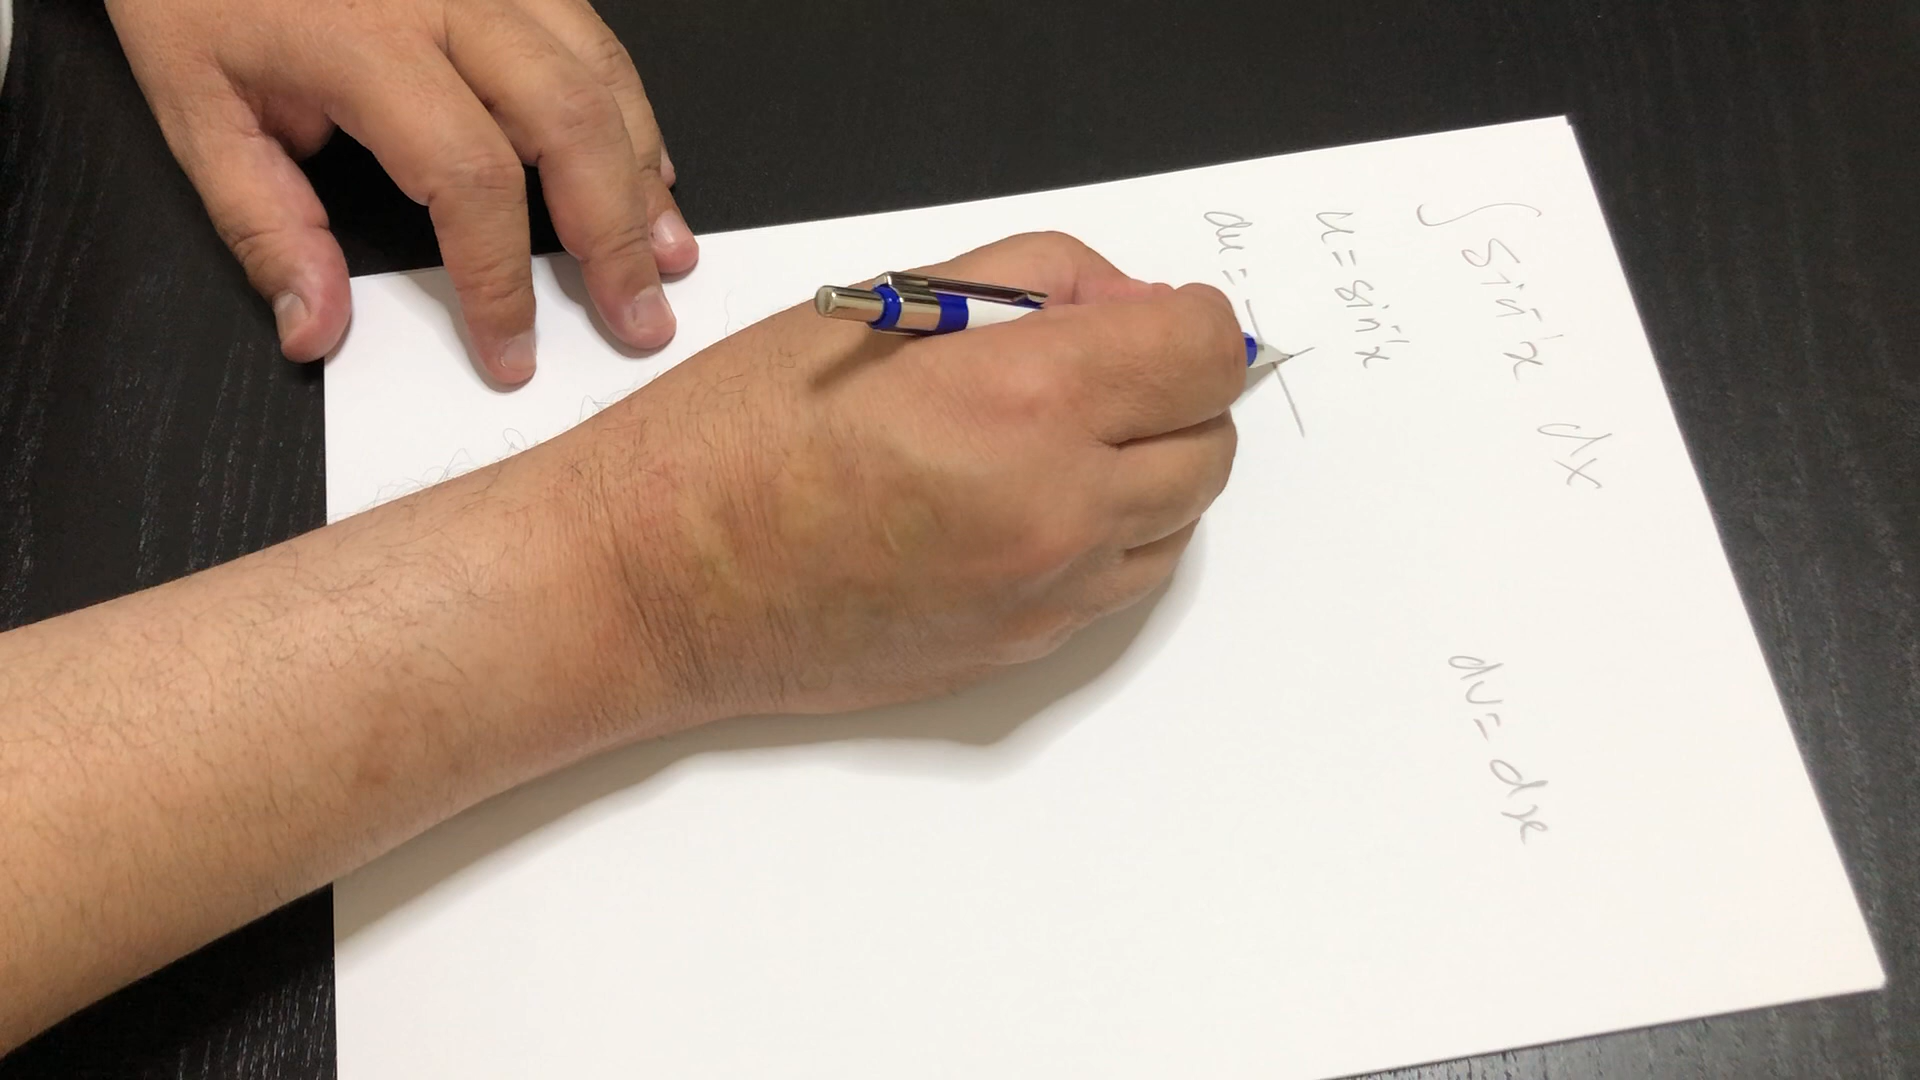 ∫ sin⁻¹x dx
u = sin⁻¹x dv = dx
du =